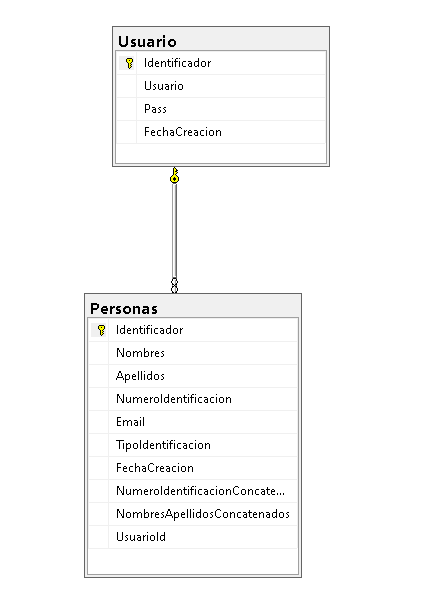 Usuario
Identificador
Usuario
Pass
FechaCreacion
Personas
Identificador
Nombres
Apellidos
NumeroIdentificacion
Email
TipoIdentificacion
FechaCreacion
NumeroIdentificacionConcate...
NombresApellidosConcatenados
UsuarioId